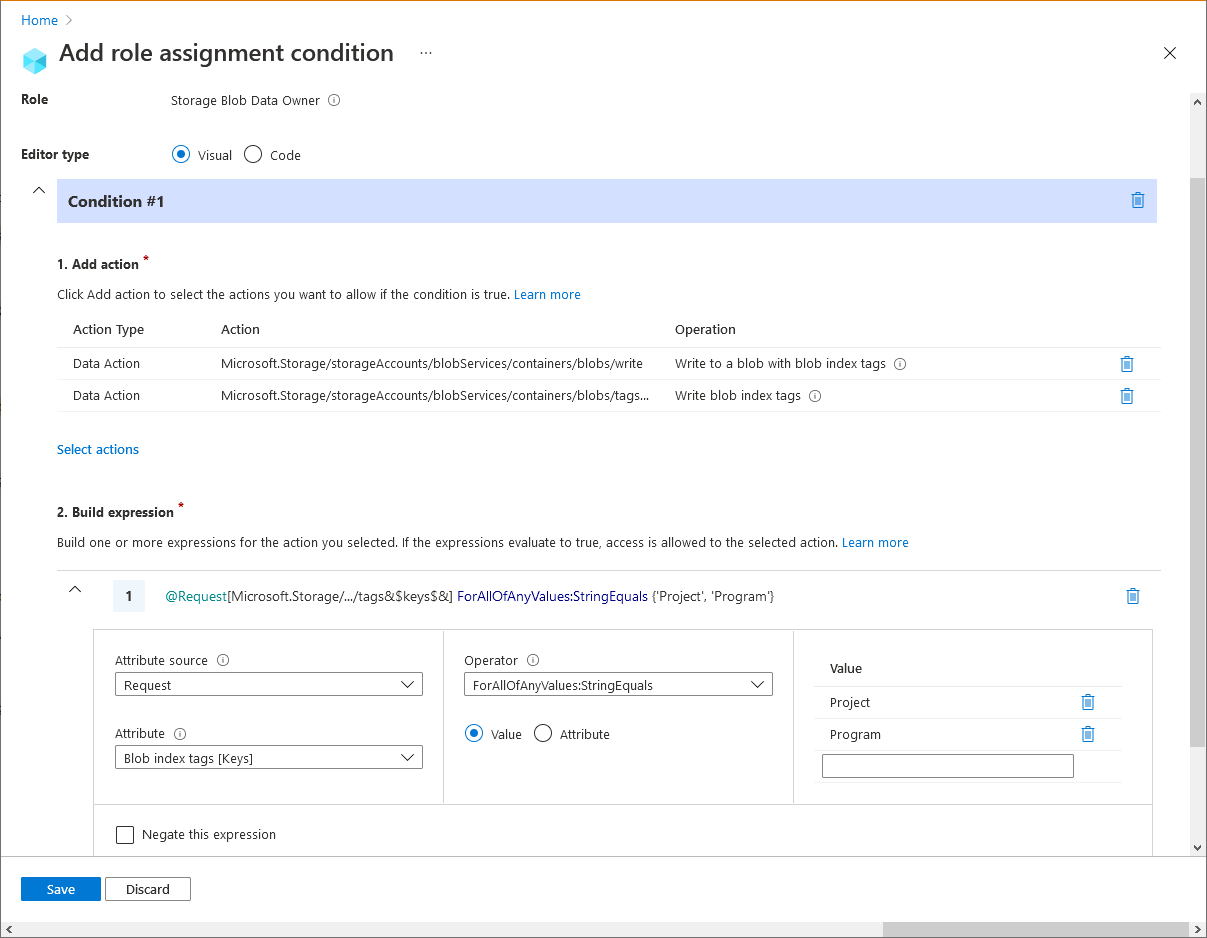 Home
Add role assignment condition ...
Role Storage Blob Data Owner
Editor type Visual Code
Condition #1
1. Add action *
Click Add action to select the actions you want to allow if the condition is true. Learn more
Action Type Action Operation
Data Action Microsoft.Storage/storageAccounts/blobServices/containers/blobs/write Write to a blob with blob index tags
Data Action Microsoft.Storage/storageAccounts/blobServices/containers/blobs/tags... Write blob index tags
Select actions
2. Build expression *
Build one or more expressions for the action you selected. If the expressions evaluate to true, access is allowed to the selected action. Learn more
1 @Request[Microsoft.Storage/.../tags&$keys$&] ForAllOfAnyValues:StringEquals {'Project', 'Program'}
Attribute source
Request
Attribute
Blob index tags [Keys]
Operator
ForAllOfAnyValues:StringEquals
Value Attribute
Value
Project
Program
Negate this expression
Save Discard